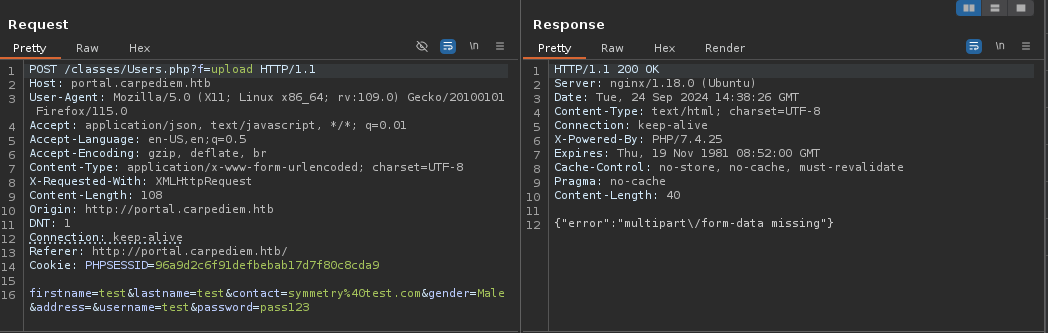 Request
Pretty Raw Hex \n
1 POST /classes/Users.php?f=upload HTTP/1.1
2 Host: portal.carpediem.htb
3 User-Agent: Mozilla/5.0 (X11; Linux x86_64; rv:109.0) Gecko/20100101
Firefox/115.0
4 Accept: application/json, text/javascript, */*; q=0.01
5 Accept-Language: en-US,en;q=0.5
6 Accept-Encoding: gzip, deflate, br
7 Content-Type: application/x-www-form-urlencoded; charset=UTF-8
8 X-Requested-With: XMLHttpRequest
9 Content-Length: 108
10 Origin: http://portal.carpediem.htb
11 DNT: 1
12 Connection: keep-alive
13 Referer: http://portal.carpediem.htb/
14 Cookie: PHPSESSID=96a9d2c6f91defbebab17d7f80c8cda9
15
16 firstname=test&lastname=test&contact=symmetry%40test.com&gender=Male
&address=&username=test&password=pass123
Response
Pretty Raw Hex Render \n
1 HTTP/1.1 200 OK
2 Server: nginx/1.18.0 (Ubuntu)
3 Date: Tue, 24 Sep 2024 14:38:26 GMT
4 Content-Type: text/html; charset=UTF-8
5 Connection: keep-alive
6 X-Powered-By: PHP/7.4.25
7 Expires: Thu, 19 Nov 1981 08:52:00 GMT
8 Cache-Control: no-store, no-cache, must-revalidate
9 Pragma: no-cache
10 Content-Length: 40
11
12 {"error":"multipart\/form-data missing"}